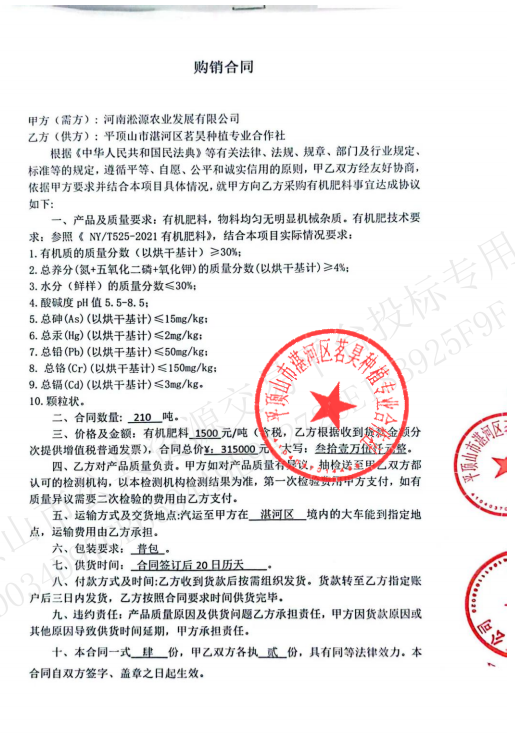 购销合同
甲方（需方）: 河南淞源农业发展有限公司
乙方（供方）: 平顶山市湛河区茗昊种植专业合作社
根据《中华人民共和国民法典》等有关法律、法规、规章、部门及行业规定、
标准等的规定, 遵循平等、自愿、公平和诚实信用的原则, 甲乙双方经友好协商,
依据甲方要求并结合本项目具体情况, 就甲方向乙方采购有机肥料事宜达成协议
如下:
一、产品及质量要求: 有机肥料, 物料均匀无明显机械杂质。有机肥技术要
求: 参照《 NY/T525-2021 有机肥料》, 结合本项目实际情况要求:
1. 有机质的质量分数（以烘干基计）≥30%;
2. 总养分(氮+五氧化二磷+氧化钾)的质量分数(以烘干基计)≥4%;
3. 水分（鲜样）的质量分数≤30%;
4. 酸碱度 pH 值 5.5-8.5;
5. 总砷(As)(以烘干基计)≤15mg/kg;
6. 总汞(Hg)(以烘干基计)≤2mg/kg;
7. 总铅(Pb)(以烘干基计)≤50mg/kg;
8. 总铬(Cr)(以烘干基计)≤150mg/kg;
9. 总镉(Cd)(以烘干基计)≤3mg/kg。
10. 颗粒状。
二、合同数量: 210 吨。
三、价格及金额: 有机肥料 1500 元/吨（含税, 乙方根据收到货款金额分
次提供增值税普通发票）, 合同总价¥: 315000 元,大写: 叁拾壹万伍仟元整。
四、乙方对产品质量负责。甲方如对产品质量有异议, 抽检送至甲乙双方都
认可的检测机构, 以本检测机构检测结果为准, 第一次检验费用甲方支付, 如有
质量异议需要二次检验的费用由乙方支付。
五、运输方式及交货地点:汽运至甲方在 湛河区 境内的大车能到指定地
点, 运输费用由乙方承担。
六、包装要求: 普包 。
七、供货时间: 合同签订后 20 日历天 。
八、付款方式及时间:乙方收到货款后按需组织发货。货款转至乙方指定账
户后三日内发货, 乙方按照合同要求时间供货完毕。
九、违约责任: 产品质量原因及供货问题乙方承担责任, 甲方因货款原因或
其他原因导致供货时间延期, 甲方承担责任。
十、本合同一式 肆 份, 甲乙双方各执 贰 份, 具有同等法律效力。本
合同自双方签字、盖章之日起生效。
平顶山市湛河区茗昊种植专业合作社
平顶山市湛河区
公司